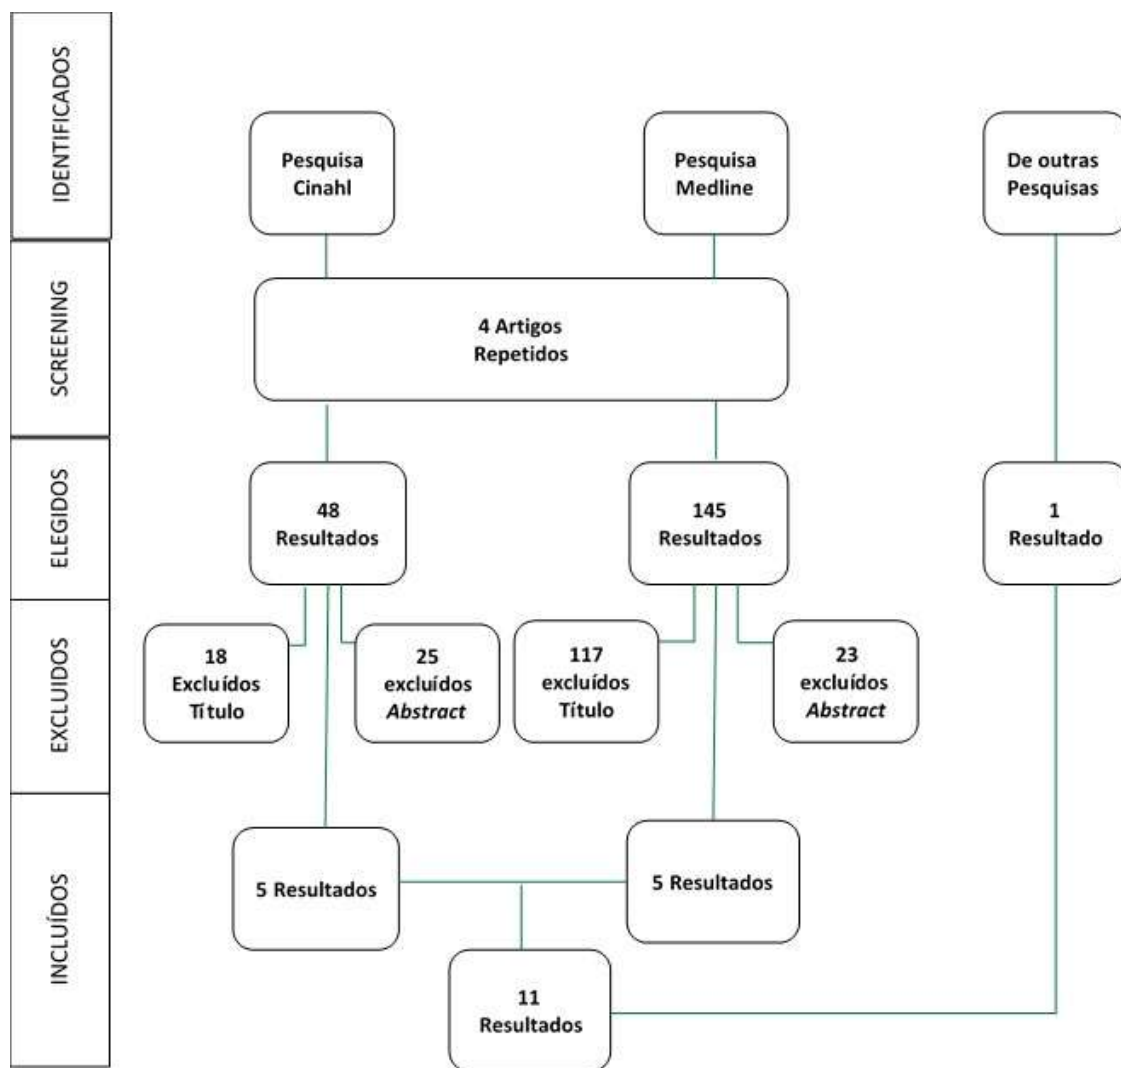 IDENTIFICADOS
Pesquisa
Cinahl
Pesquisa
Medline
De outras
Pesquisas
SCREENING
4 Artigos
Repetidos
ELEGIDOS
48
Resultados
145
Resultados
1
Resultado
EXCLUIDOS
18
Excluídos
Título
25
excluídos
Abstract
117
excluídos
Título
23
excluídos
Abstract
INCLUÍDOS
5 Resultados
5 Resultados
11
Resultados